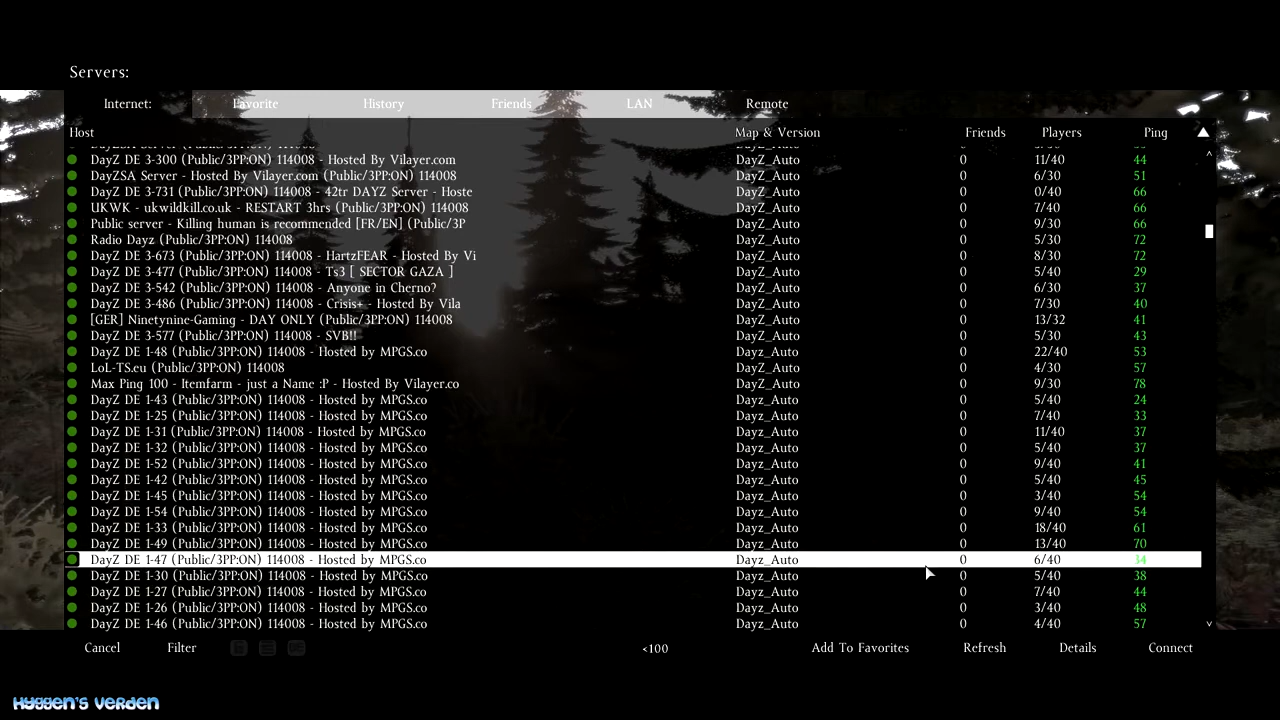 Servers:
Internet: Favorite History Friends LAN Remote
Host Map & Version Friends Players Ping
DayZ DE 3-300 (Public/3PP:ON) 114008 - Hosted By Vilayer.com DayZ_Auto 0 11/40 44
DayZSA Server - Hosted By Vilayer.com (Public/3PP:ON) 114008 DayZ_Auto 0 6/30 51
DayZ DE 3-731 (Public/3PP:ON) 114008 - 42tr DAYZ Server - Hoste DayZ_Auto 0 0/40 66
UKWK - ukwildkill.co.uk - RESTART 3hrs (Public/3PP:ON) 114008 DayZ_Auto 0 7/40 66
Public server - Killing human is recommended [FR/EN] (Public/3P DayZ_Auto 0 9/30 66
Radio Dayz (Public/3PP:ON) 114008 DayZ_Auto 0 5/30 72
DayZ DE 3-673 (Public/3PP:ON) 114008 - HartzFEAR - Hosted By Vi DayZ_Auto 0 8/30 72
DayZ DE 3-477 (Public/3PP:ON) 114008 - Ts3 [ SECTOR GAZA ] DayZ_Auto 0 5/40 29
DayZ DE 3-542 (Public/3PP:ON) 114008 - Anyone in Cherno? DayZ_Auto 0 6/30 37
DayZ DE 3-486 (Public/3PP:ON) 114008 - Crisis+ - Hosted By Vila DayZ_Auto 0 7/30 40
[GER] Ninetynine-Gaming - DAY ONLY (Public/3PP:ON) 114008 DayZ_Auto 0 13/32 41
DayZ DE 3-577 (Public/3PP:ON) 114008 - SVB!! DayZ_Auto 0 5/30 43
DayZ DE 1-48 (Public/3PP:ON) 114008 - Hosted by MPGS.co DayZ_Auto 0 22/40 53
LoL-TS.eu (Public/3PP:ON) 114008 DayZ_Auto 0 4/30 57
Max Ping 100 - Itemfarm - just a Name :P - Hosted By Vilayer.co DayZ_Auto 0 9/30 78
DayZ DE 1-43 (Public/3PP:ON) 114008 - Hosted by MPGS.co Dayz_Auto 0 5/40 24
DayZ DE 1-25 (Public/3PP:ON) 114008 - Hosted by MPGS.co Dayz_Auto 0 7/40 33
DayZ DE 1-31 (Public/3PP:ON) 114008 - Hosted by MPGS.co Dayz_Auto 0 11/40 37
DayZ DE 1-32 (Public/3PP:ON) 114008 - Hosted by MPGS.co Dayz_Auto 0 5/40 37
DayZ DE 1-52 (Public/3PP:ON) 114008 - Hosted by MPGS.co Dayz_Auto 0 9/40 41
DayZ DE 1-42 (Public/3PP:ON) 114008 - Hosted by MPGS.co Dayz_Auto 0 5/40 45
DayZ DE 1-45 (Public/3PP:ON) 114008 - Hosted by MPGS.co Dayz_Auto 0 3/40 54
DayZ DE 1-54 (Public/3PP:ON) 114008 - Hosted by MPGS.co Dayz_Auto 0 9/40 54
DayZ DE 1-33 (Public/3PP:ON) 114008 - Hosted by MPGS.co Dayz_Auto 0 18/40 61
DayZ DE 1-49 (Public/3PP:ON) 114008 - Hosted by MPGS.co Dayz_Auto 0 13/40 70
DayZ DE 1-47 (Public/3PP:ON) 114008 - Hosted by MPGS.co Dayz_Auto 0 6/40 34
DayZ DE 1-30 (Public/3PP:ON) 114008 - Hosted by MPGS.co Dayz_Auto 0 5/40 38
DayZ DE 1-27 (Public/3PP:ON) 114008 - Hosted by MPGS.co Dayz_Auto 0 7/40 44
DayZ DE 1-26 (Public/3PP:ON) 114008 - Hosted by MPGS.co Dayz_Auto 0 3/40 48
DayZ DE 1-46 (Public/3PP:ON) 114008 - Hosted by MPGS.co Dayz_Auto 0 4/40 57
Cancel Filter <100 Add To Favorites Refresh Details Connect
Hyggen's Verden